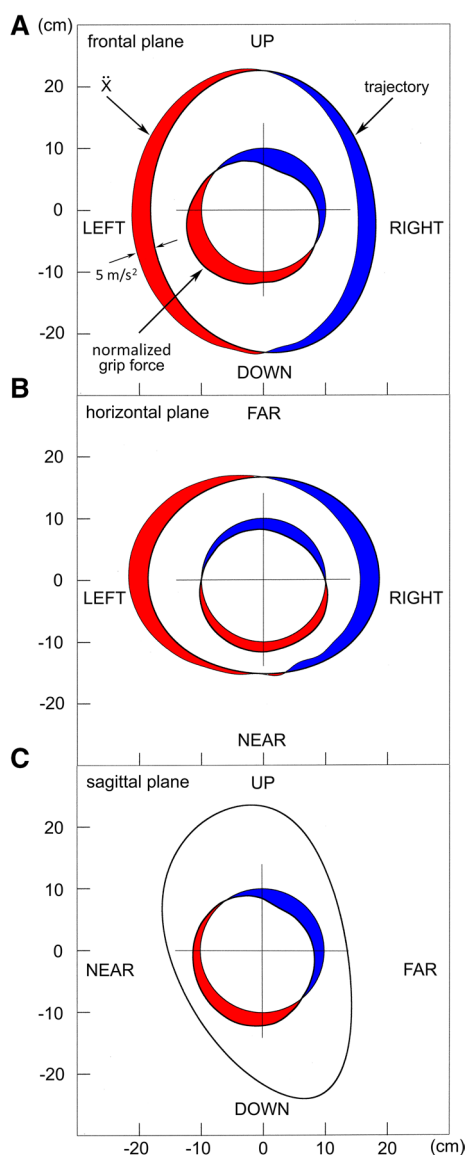 A (cm)
frontal plane UP
Ẍ
trajectory
20
10
0
LEFT RIGHT
-10
5 m/s²
-20
normalized
grip force
DOWN
B
horizontal plane FAR
20
10
0
LEFT RIGHT
-10
-20
NEAR
C
sagittal plane UP
20
10
0
NEAR FAR
-10
-20
DOWN
-20 -10 0 10 20 (cm)